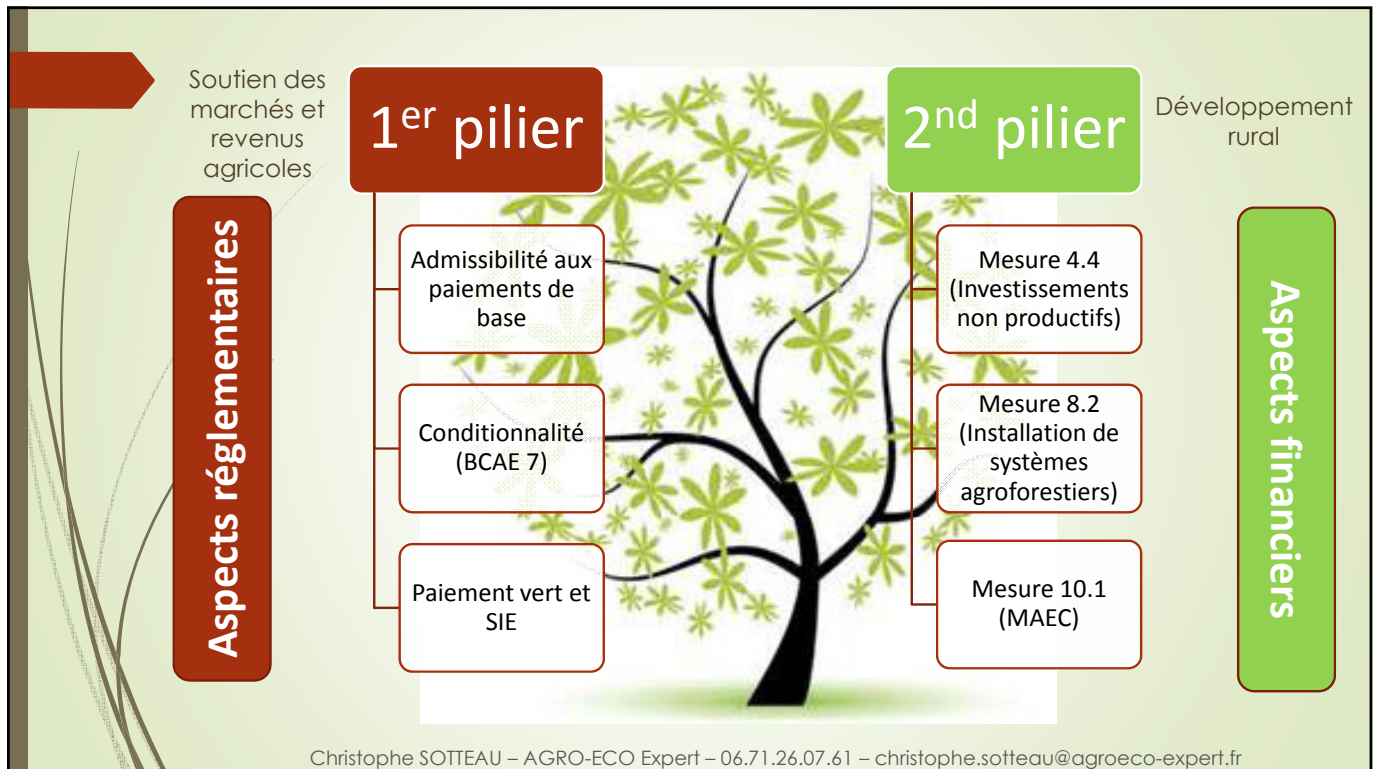 Soutien des
marchés et
revenus
agricoles
1er pilier
2nd pilier
Développement
rural
Aspects réglementaires
Admissibilité aux
paiements de
base
Conditionnalité
(BCAE 7)
Paiement vert et
SIE
Mesure 4.4
(Investissements
non productifs)
Mesure 8.2
(Installation de
systèmes
agroforestiers)
Mesure 10.1
(MAEC)
Aspects financiers
Christophe SOTTEAU – AGRO-ECO Expert – 06.71.26.07.61 – christophe.sotteau@agroeco-expert.fr